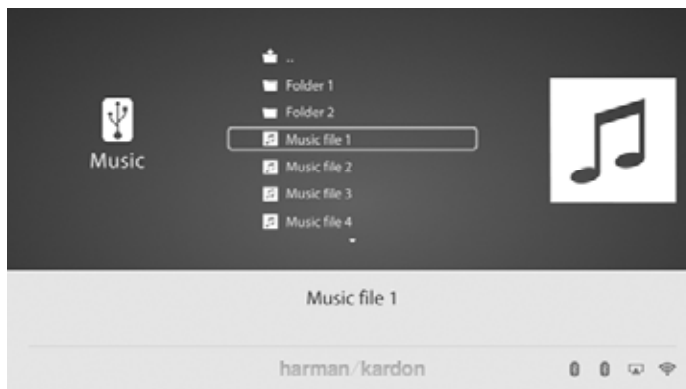 ..
Folder 1
Folder 2
Music file 1
Music
Music file 2
Music file 3
Music file 4
Music file 1
harman/kardon